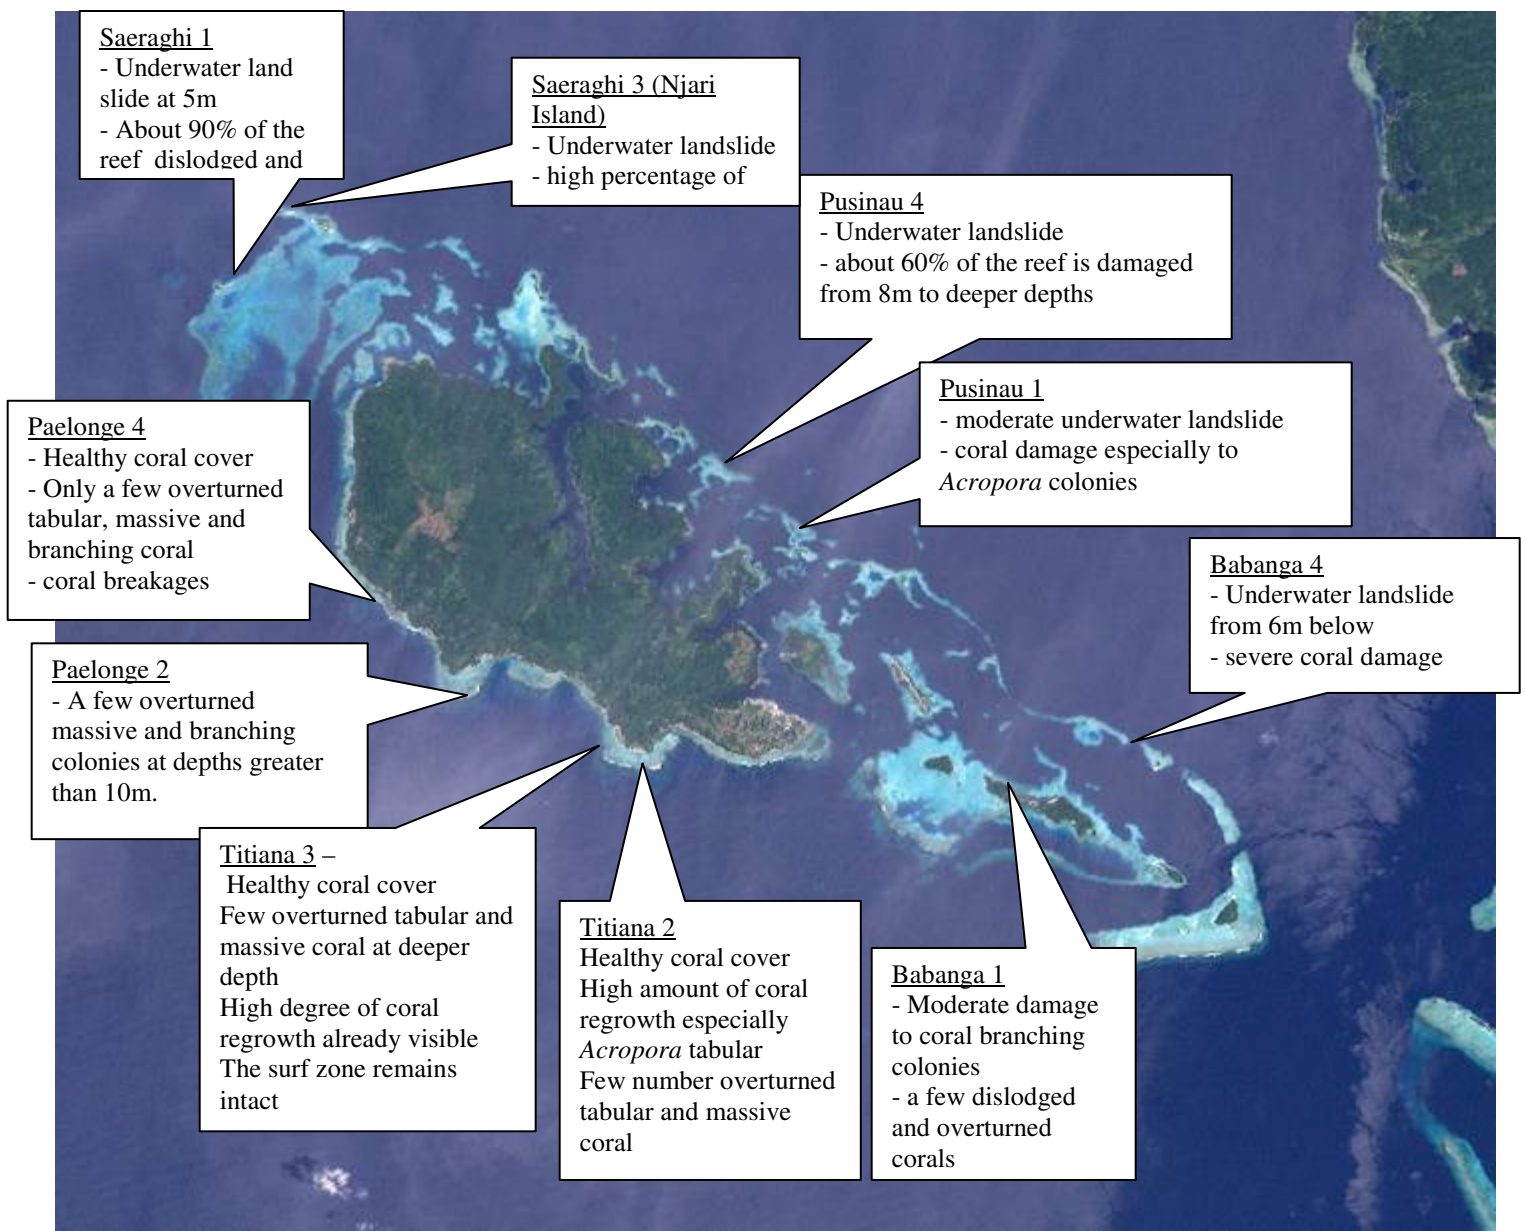 Saeraghi 1
- Underwater land
slide at 5m
- About 90% of the
reef  dislodged and
Saeraghi 3 (Njari
Island)
- Underwater landslide
- high percentage of
Pusinau 4
- Underwater landslide
- about 60% of the reef is damaged
from 8m to deeper depths
Pusinau 1
- moderate underwater landslide
- coral damage especially to
Acropora colonies
Paelonge 4
- Healthy coral cover
- Only a few overturned
tabular, massive and
branching coral
- coral breakages
Babanga 4
- Underwater landslide
from 6m below
- severe coral damage
Paelonge 2
- A few overturned
massive and branching
colonies at depths greater
than 10m.
Titiana 3 –
Healthy coral cover
Few overturned tabular and
massive coral at deeper
depth
High degree of coral
regrowth already visible
The surf zone remains
intact
Titiana 2
Healthy coral cover
High amount of coral
regrowth especially
Acropora tabular
Few number overturned
tabular and massive
coral
Babanga 1
- Moderate damage
to coral branching
colonies
- a few dislodged
and overturned
corals